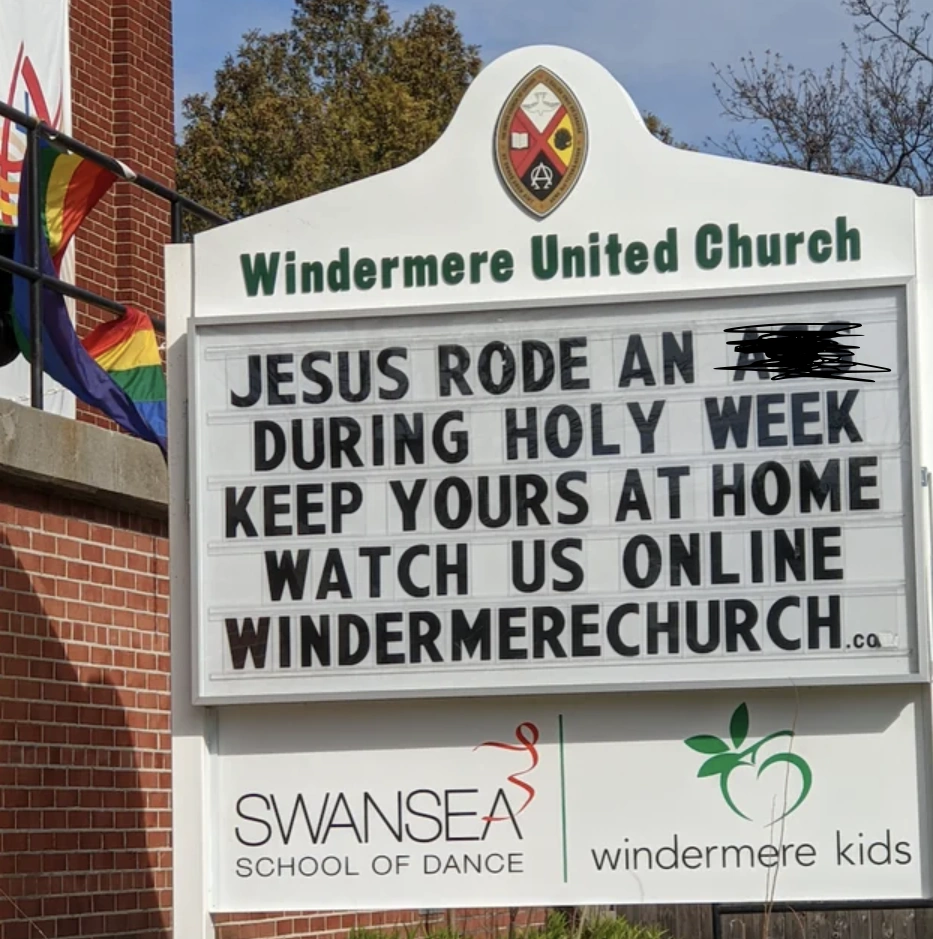 Windermere United Church
JESUS RODE AN
DURING HOLY WEEK
KEEP YOURS AT HOME
WATCH US ONLINE
WINDERMERECHURCH.co
SWANSEA
SCHOOL OF DANCE
windermere kids